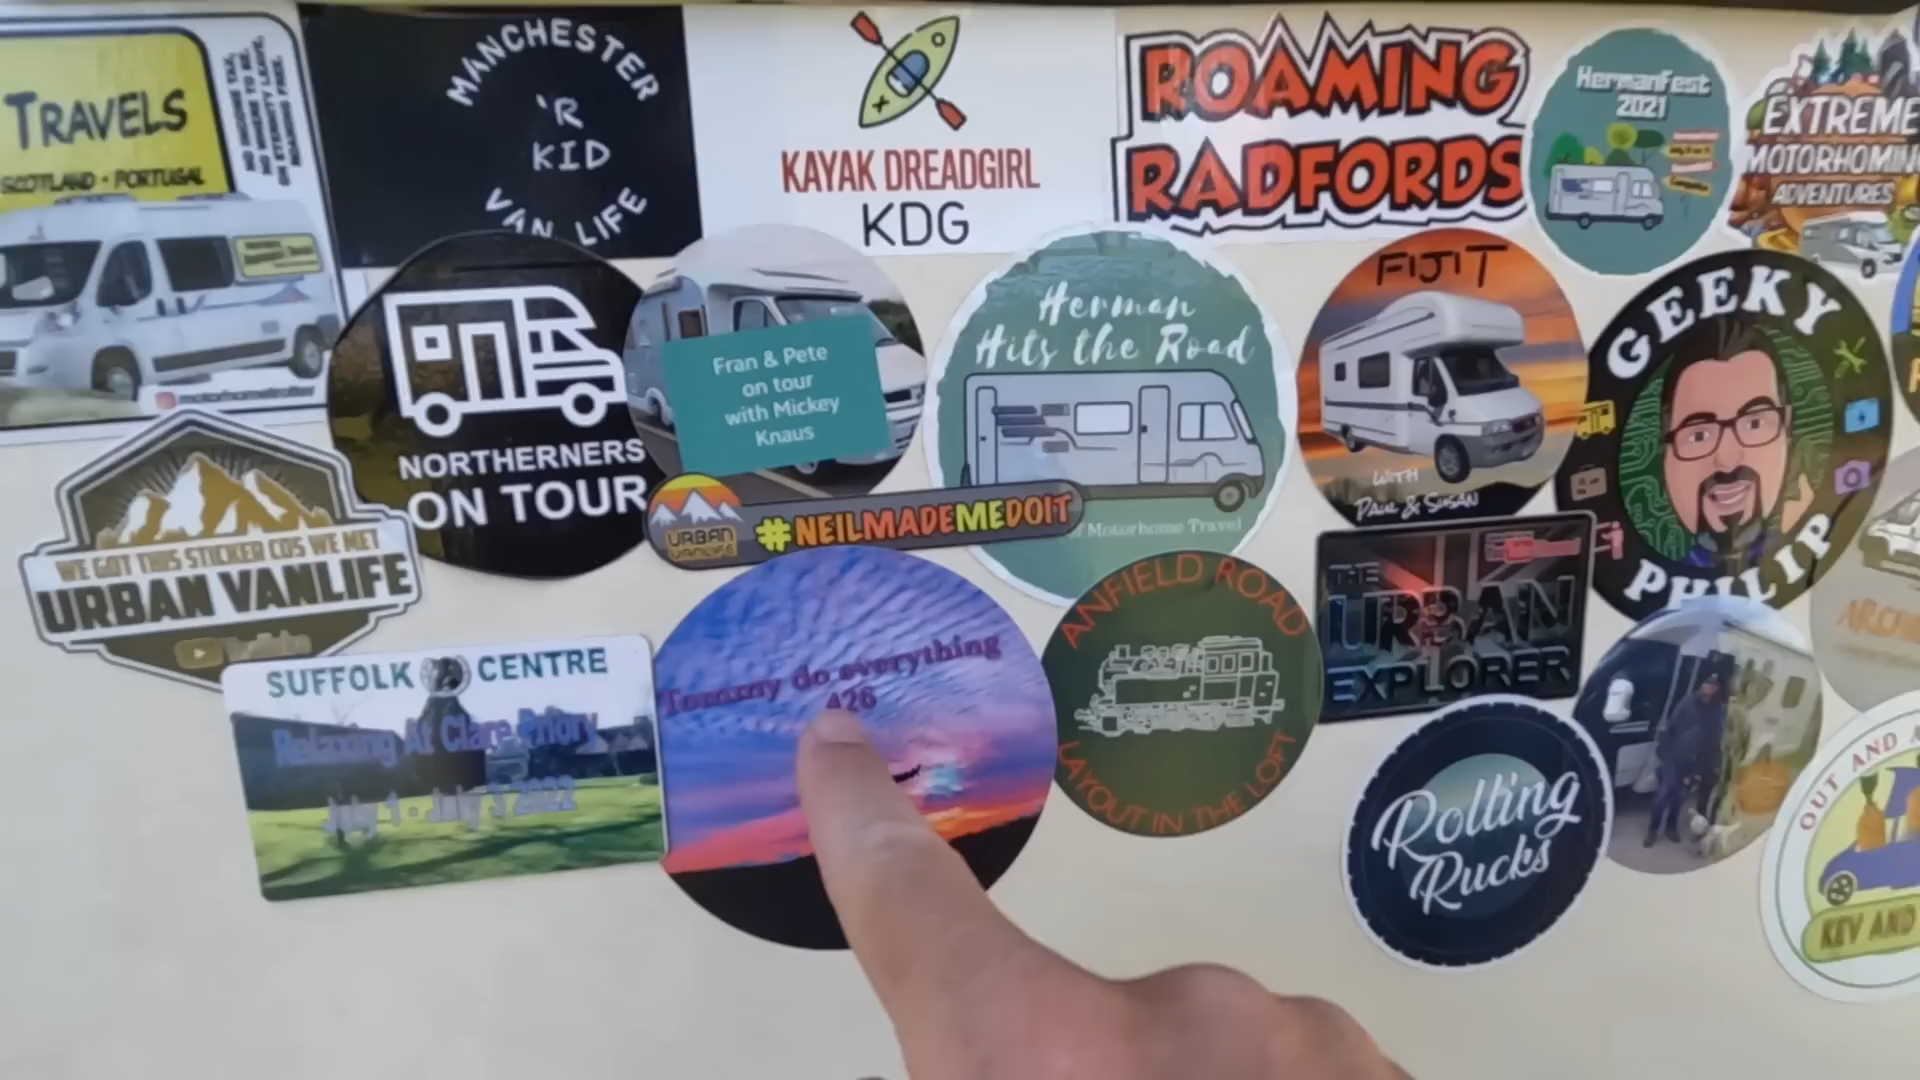 TRAVELS
SCOTLAND - PORTUGAL
MANCHESTER
'R
KID
VAN LIFE
KAYAK DREADGIRL
KDG
ROAMING
RADFORDS
HermanFest
2021
EXTREME
MOTORHOMIN
ADVENTURES
NORTHERNERS
ON TOUR
Fran & Pete
on tour
with Mickey
Knaus
Herman
Hits the Road
Motorhome Travel
FIJIT
WITH
PAUL & SUSAN
GEEKY
PHILIP
WE GOT THIS STICKER COS WE MET
URBAN VANLIFE
YouTube
URBAN
VANLIFE
#NEILMADEMEDOIT
SUFFOLK CENTRE
Relaxing At Clare Priory
July 1 - July 3 2022
Tommy do everything
426
ANFIELD ROAD
LAYOUT IN THE LOFT
THE
URBAN
EXPLORER
Rolling
Rucks
OUT AND A
KEV AND